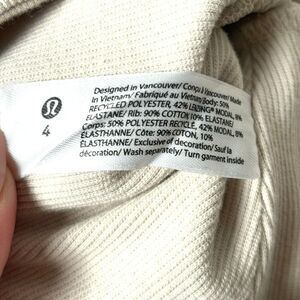 4
Designed in Vancouver/ Conçu à Vancouver/ Made
in Vietnam/ Fabriqué au Vietnam Body: 50%
RECYCLED POLYESTER, 42% LENZING® MODAL, 8%
ELASTANE/ Rib: 90% COTTON 10% ELASTANE/
Corps: 50% POLYESTER RECYCLÉ, 42% MODAL, 8%
ÉLASTHANNE/ Côte: 90% COTON, 10%
ÉLASTHANNE/ Exclusive of decoration/ Sauf la
décoration/ Wash separately/ Turn garment inside